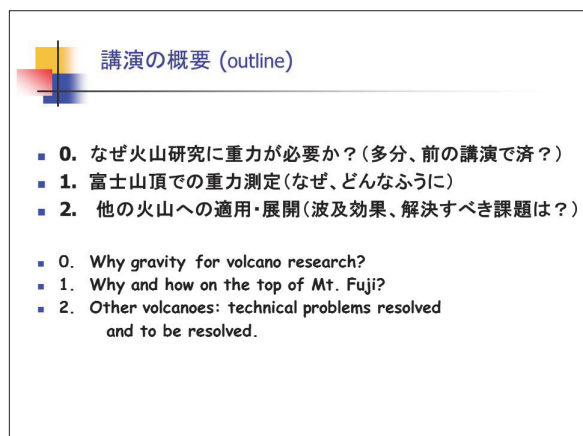 講演の概要 (outline)
0. なぜ火山研究に重力が必要か？(多分、前の講演で済？)
1. 富士山頂での重力測定(なぜ、どんなふうに)
2. 他の火山への適用・展開(波及効果、解決すべき課題は？)
0. Why gravity for volcano research?
1. Why and how on the top of Mt. Fuji?
2. Other volcanoes: technical problems resolved
and to be resolved.